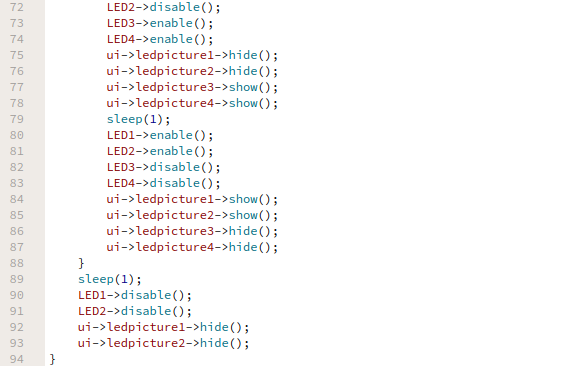 72 LED2->disable();
73 LED3->enable();
74 LED4->enable();
75 ui->ledpicture1->hide();
76 ui->ledpicture2->hide();
77 ui->ledpicture3->show();
78 ui->ledpicture4->show();
79 sleep(1);
80 LED1->enable();
81 LED2->enable();
82 LED3->disable();
83 LED4->disable();
84 ui->ledpicture1->show();
85 ui->ledpicture2->show();
86 ui->ledpicture3->hide();
87 ui->ledpicture4->hide();
88 }
89 sleep(1);
90 LED1->disable();
91 LED2->disable();
92 ui->ledpicture1->hide();
93 ui->ledpicture2->hide();
94 }